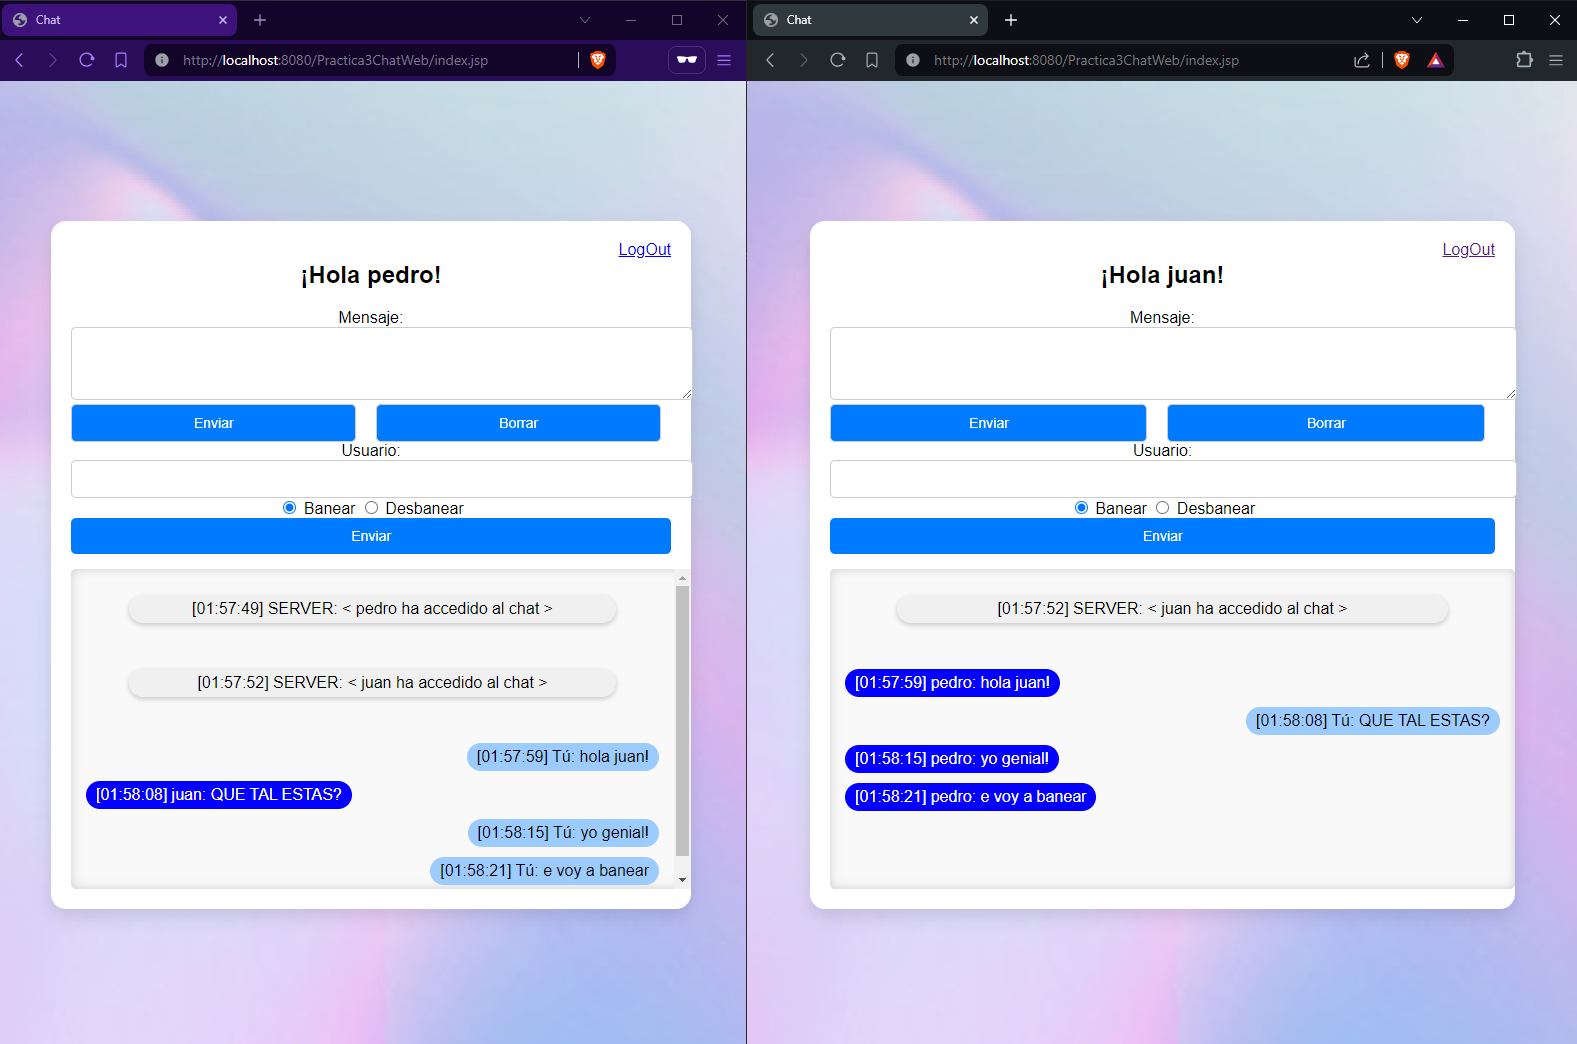 Chat
http://localhost:8080/Practica3ChatWeb/index.jsp
LogOut
¡Hola pedro!
Mensaje:
Enviar
Borrar
Usuario:
Banear
Desbanear
Enviar
[01:57:49] SERVER: < pedro ha accedido al chat >
[01:57:52] SERVER: < juan ha accedido al chat >
[01:57:59] Tú: hola juan!
[01:58:08] juan: QUE TAL ESTAS?
[01:58:15] Tú: yo genial!
[01:58:21] Tú: e voy a banear
Chat
http://localhost:8080/Practica3ChatWeb/index.jsp
LogOut
¡Hola juan!
Mensaje:
Enviar
Borrar
Usuario:
Banear
Desbanear
Enviar
[01:57:52] SERVER: < juan ha accedido al chat >
[01:57:59] pedro: hola juan!
[01:58:08] Tú: QUE TAL ESTAS?
[01:58:15] pedro: yo genial!
[01:58:21] pedro: e voy a banear